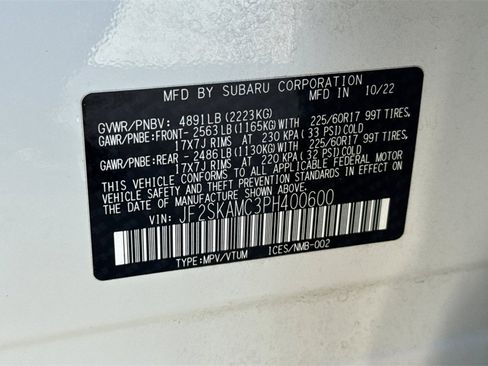 MFD BY SUBARU CORPORATION
MFD IN 10/22
GVWR/PNBV: 4891LB(2223KG)
GAWR/PNBE:FRONT- 2563LB(1165KG)WITH 225/60R17 99T TIRES,
17X7J RIMS AT 230 KPA(33 PSI)COLD
GAWR/PNBE:REAR - 2486LB(1130KG)WITH 225/60R17 99T TIRES,
17X7J RIMS AT 220 KPA(32 PSI)COLD
THIS VEHICLE CONFORMS TO ALL APPLICABLE FEDERAL MOTOR
VEHICLE SAFETY AND THEFT PREVENTION STANDARDS IN EFFECT
ON THE DATE OF MANUFACTURE SHOWN ABOVE.
VIN: JF2SKAMC3PH400600
TYPE:MPV/VTUM ICES/NMB-002